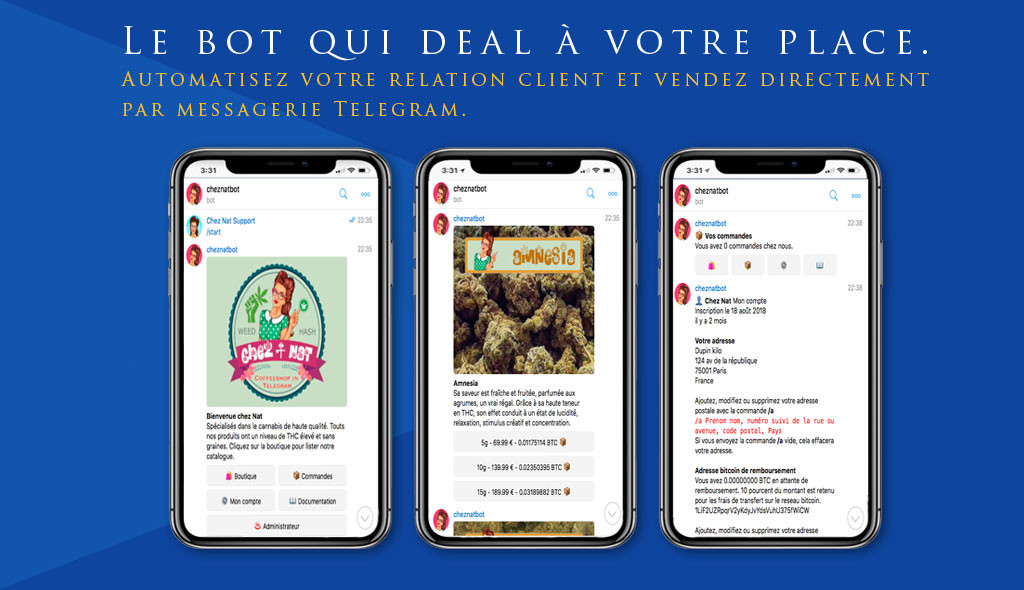 Le bot qui deal à votre place.
Automatisez votre relation client et vendez directement
par messagerie Telegram.
3:31
cheznatbot
bot
Chez Nat Support
22:35
/start
cheznatbot
22:35
WEED
HASH
CHEZ NAT
Coffeeshop in
Telegram
Bienvenue chez Nat
Spécialisés dans le cannabis de haute qualité. Touts
nos produits ont un niveau de THC élevé et sans
graines. Cliquez sur la boutique pour lister notre
catalogue.
Boutique
Commandes
Mon compte
Documentation
Administrateur
3:31
cheznatbot
bot
cheznatbot
22:35
AMNESIA
Amnesia
Sa saveur est fraîche et fruitée, parfumée aux
agrumes, un vrai régal. Grâce à sa haute teneur
en THC, son effet conduit à un état de lucidité,
relaxation, stimulus créatif et concentration.
5g - 69.99 € - 0.01175114 BTC
10g - 139.99 € - 0.02350395 BTC
15g - 189.99 € - 0.03189882 BTC
cheznatbot
3:31
cheznatbot
bot
cheznatbot
22:38
Vos commandes
Vous avez 0 commandes chez nous.
cheznatbot
22:38
Chez Nat Mon compte
Inscription le 18 août 2018
il y a 2 mois
Votre adresse
Dupin kilo
124 av de la république
75001 Paris
France
Ajoutez, modifiez ou supprimez votre adresse
postale avec la commande /a
/a Prenom nom, numéro suivi de la rue ou
avenue, code postal, Pays
Si vous envoyez la commande /a vide, cela effacera
votre adresse.
Adresse bitcoin de remboursement
Vous avez 0.00000000 BTC en attente de
remboursement. 10 pourcent du montant est retenu
pour les frais de transfert sur le reseau bitcoin.
Ajoutez, modifiez ou supprimez votre adresse